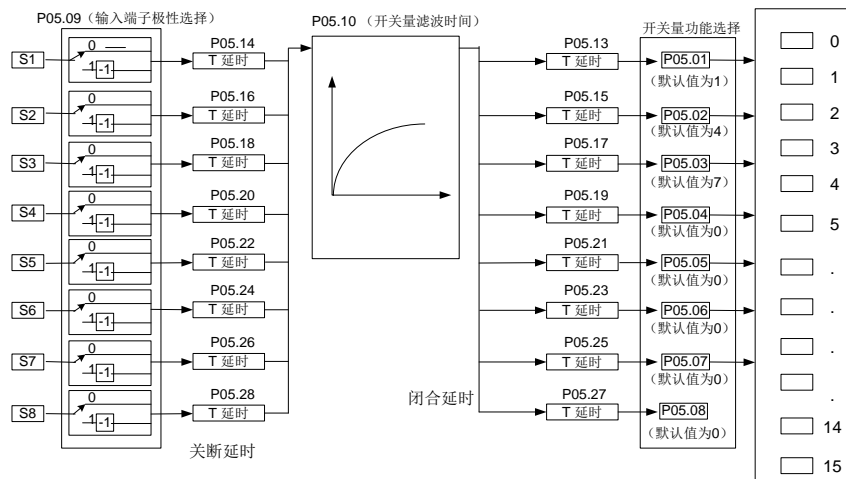 P05.09（输入端子极性选择）
P05.10 （开关量滤波时间）
开关量功能选择
S1
0
1
-1
P05.14
T 延时
P05.13
T 延时
P05.01
（默认值为1）
S2
0
1
-1
P05.16
T 延时
P05.15
T 延时
P05.02
（默认值为4）
S3
0
1
-1
P05.18
T 延时
P05.17
T 延时
P05.03
（默认值为7）
S4
0
1
-1
P05.20
T 延时
P05.19
T 延时
P05.04
（默认值为0）
S5
0
1
-1
P05.22
T 延时
P05.21
T 延时
P05.05
（默认值为0）
S6
0
1
-1
P05.24
T 延时
P05.23
T 延时
P05.06
（默认值为0）
S7
0
1
-1
P05.26
T 延时
P05.25
T 延时
P05.07
（默认值为0）
S8
0
1
-1
P05.28
T 延时
P05.27
T 延时
P05.08
（默认值为0）
关断延时
闭合延时
0
1
2
3
4
5
.
.
.
.
14
15